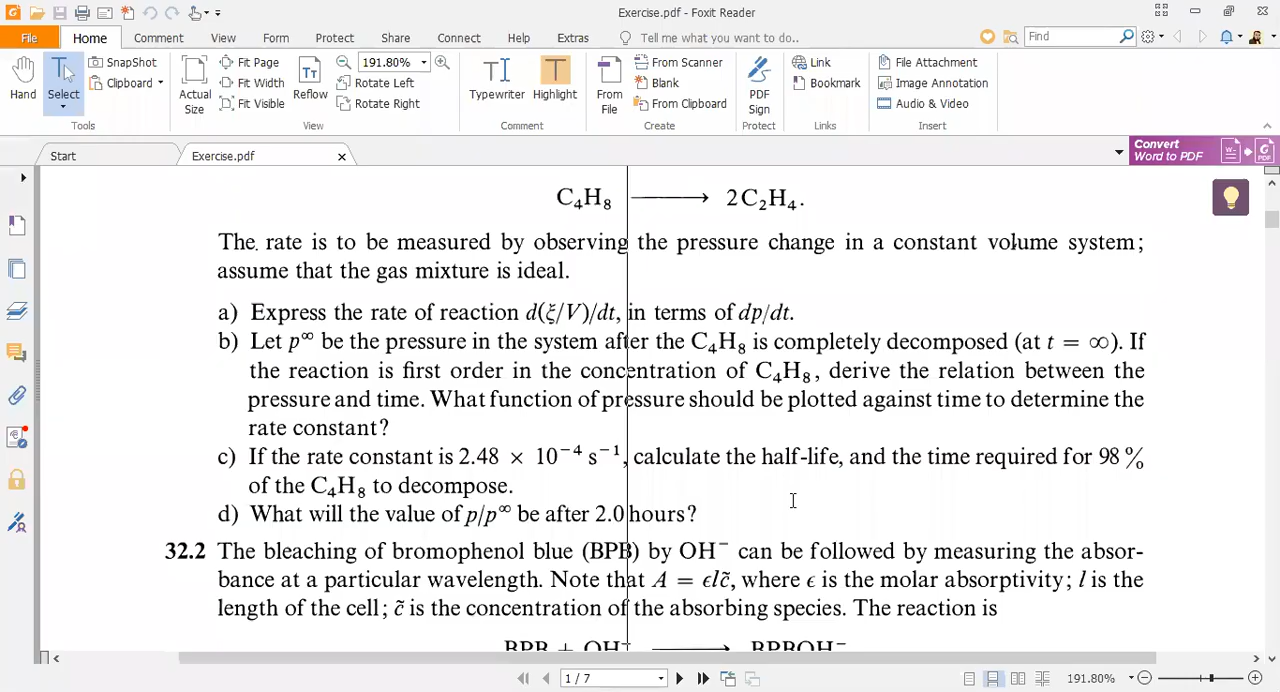 Exercise.pdf - Foxit Reader
File Home Comment View Form Protect Share Connect Help Extras Tell me what you want to do.. Find
Hand Select SnapShot Clipboard Actual Size Fit Page Fit Width Fit Visible Reflow 191.80% Rotate Left Rotate Right Typewriter Highlight From File From Scanner Blank From Clipboard PDF Sign Link Bookmark File Attachment Image Annotation Audio & Video
Tools View Comment Create Protect Links Insert
Start Exercise.pdf Convert Word to PDF
C₄H₈ ⟶ 2C₂H₄.
The rate is to be measured by observing the pressure change in a constant volume system;
assume that the gas mixture is ideal.
a) Express the rate of reaction d(ξ/V)/dt, in terms of dp/dt.
b) Let p^∞ be the pressure in the system after the C₄H₈ is completely decomposed (at t = ∞). If
the reaction is first order in the concentration of C₄H₈, derive the relation between the
pressure and time. What function of pressure should be plotted against time to determine the
rate constant?
c) If the rate constant is 2.48 × 10⁻⁴ s⁻¹, calculate the half-life, and the time required for 98 %
of the C₄H₈ to decompose.
d) What will the value of p/p^∞ be after 2.0 hours?
32.2 The bleaching of bromophenol blue (BPB) by OH⁻ can be followed by measuring the absor-
bance at a particular wavelength. Note that A = ϵlc̃, where ϵ is the molar absorptivity; l is the
length of the cell; c̃ is the concentration of the absorbing species. The reaction is
BPB + OH⁻ ⟶ BPBOH⁻
1 / 7 191.80%